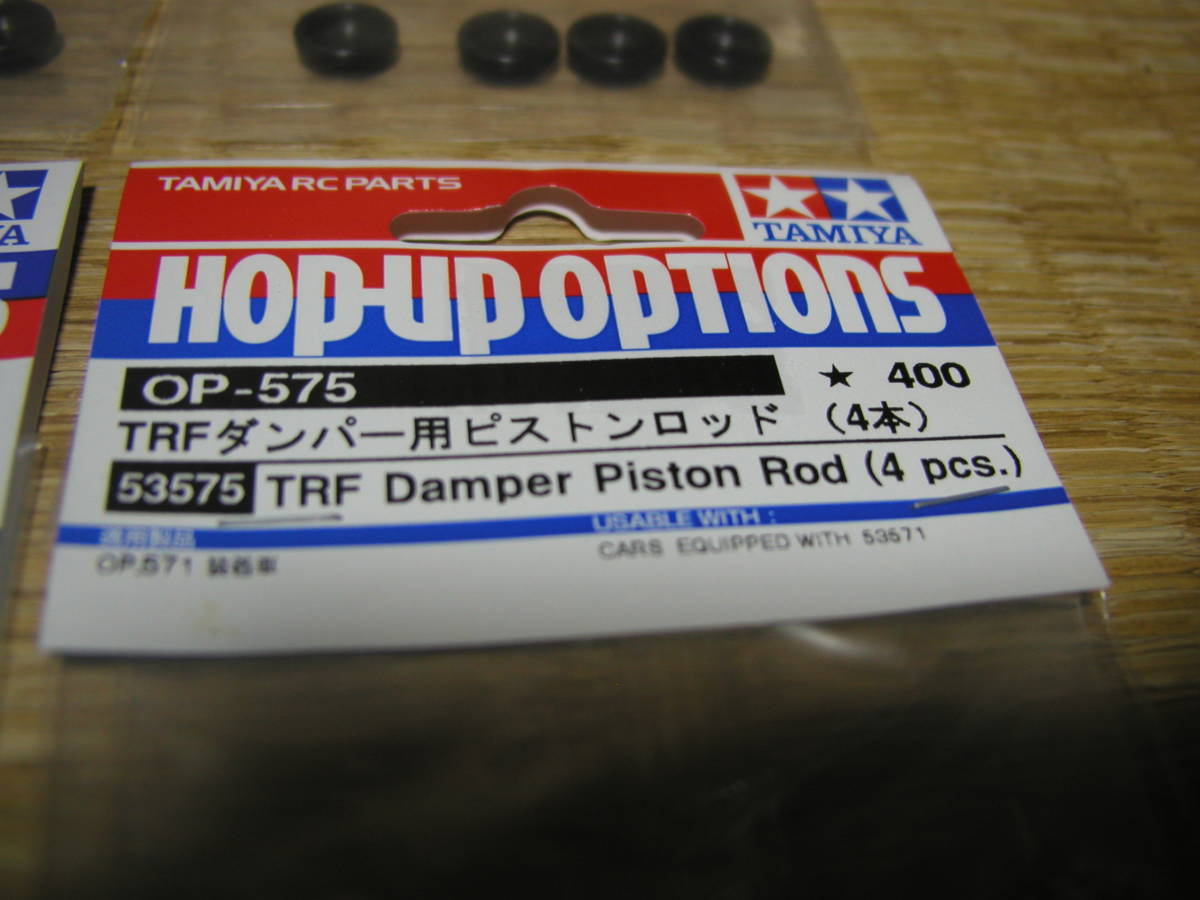 TAMIYA RC PARTS
TAMIYA
HOP-UP OPTIONS
OP-575
★ 400
TRFダンパー用ピストンロッド (4本)
53575 TRF Damper Piston Rod (4 pcs.)
適用製品
USABLE WITH :
OP.571 装着車
CARS EQUIPPED WITH 53571